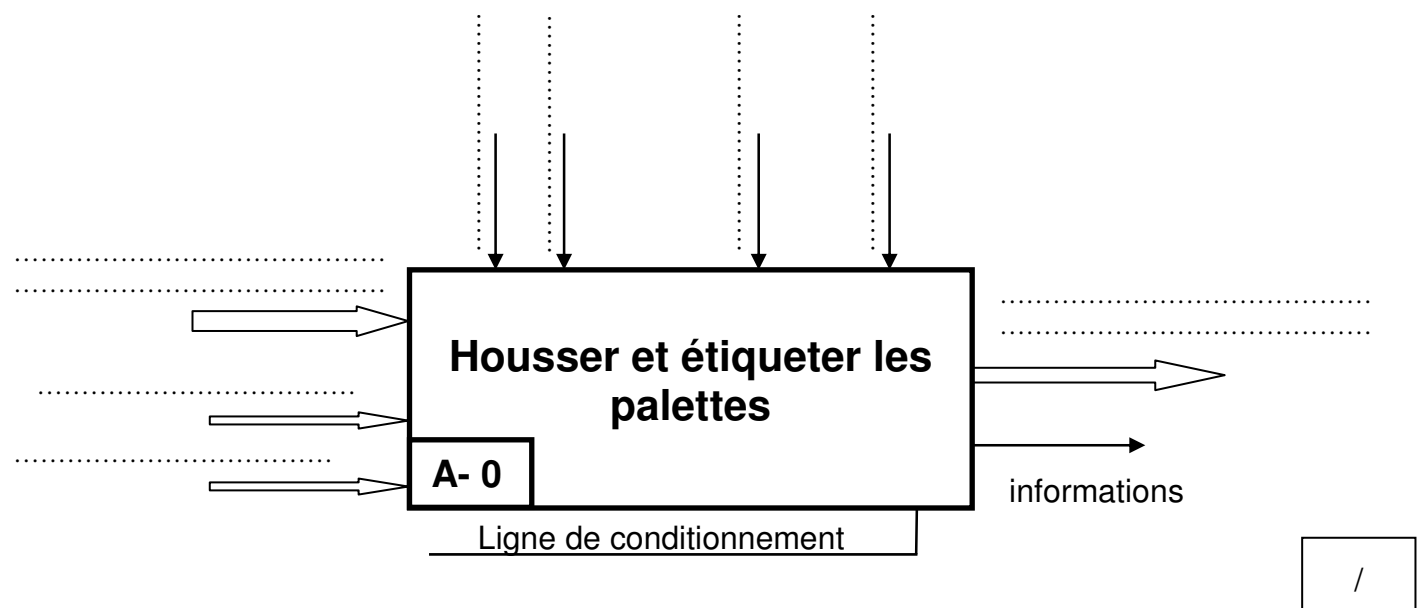 Housser et étiqueter les
palettes
A- 0
informations
Ligne de conditionnement
/